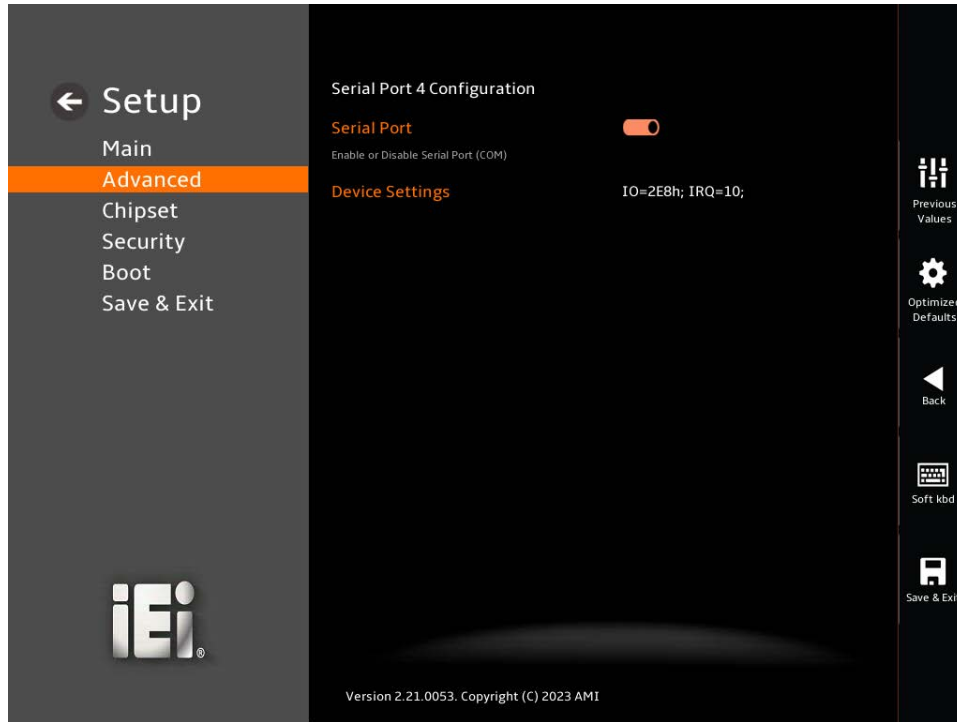 Setup
Main
Advanced
Chipset
Security
Boot
Save & Exit
iEi®
Serial Port 4 Configuration
Serial Port
Enable or Disable Serial Port (COM)
Device Settings IO=2E8h; IRQ=10;
Version 2.21.0053. Copyright (C) 2023 AMI
Previous
Values
Optimized
Defaults
Back
Soft kbd
Save & Exit